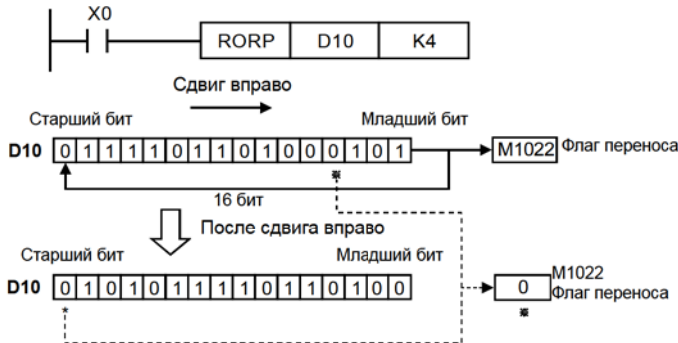 X0
RORP D10 K4
Сдвиг вправо
Старший бит Младший бит
D10 0 1 1 1 1 0 1 1 0 1 0 0 0 1 0 1 M1022 Флаг переноса
16 бит ※
После сдвига вправо
Старший бит Младший бит
D10 0 1 0 1 0 1 1 1 1 0 1 1 0 1 0 0 0 M1022
Флаг переноса
* ※